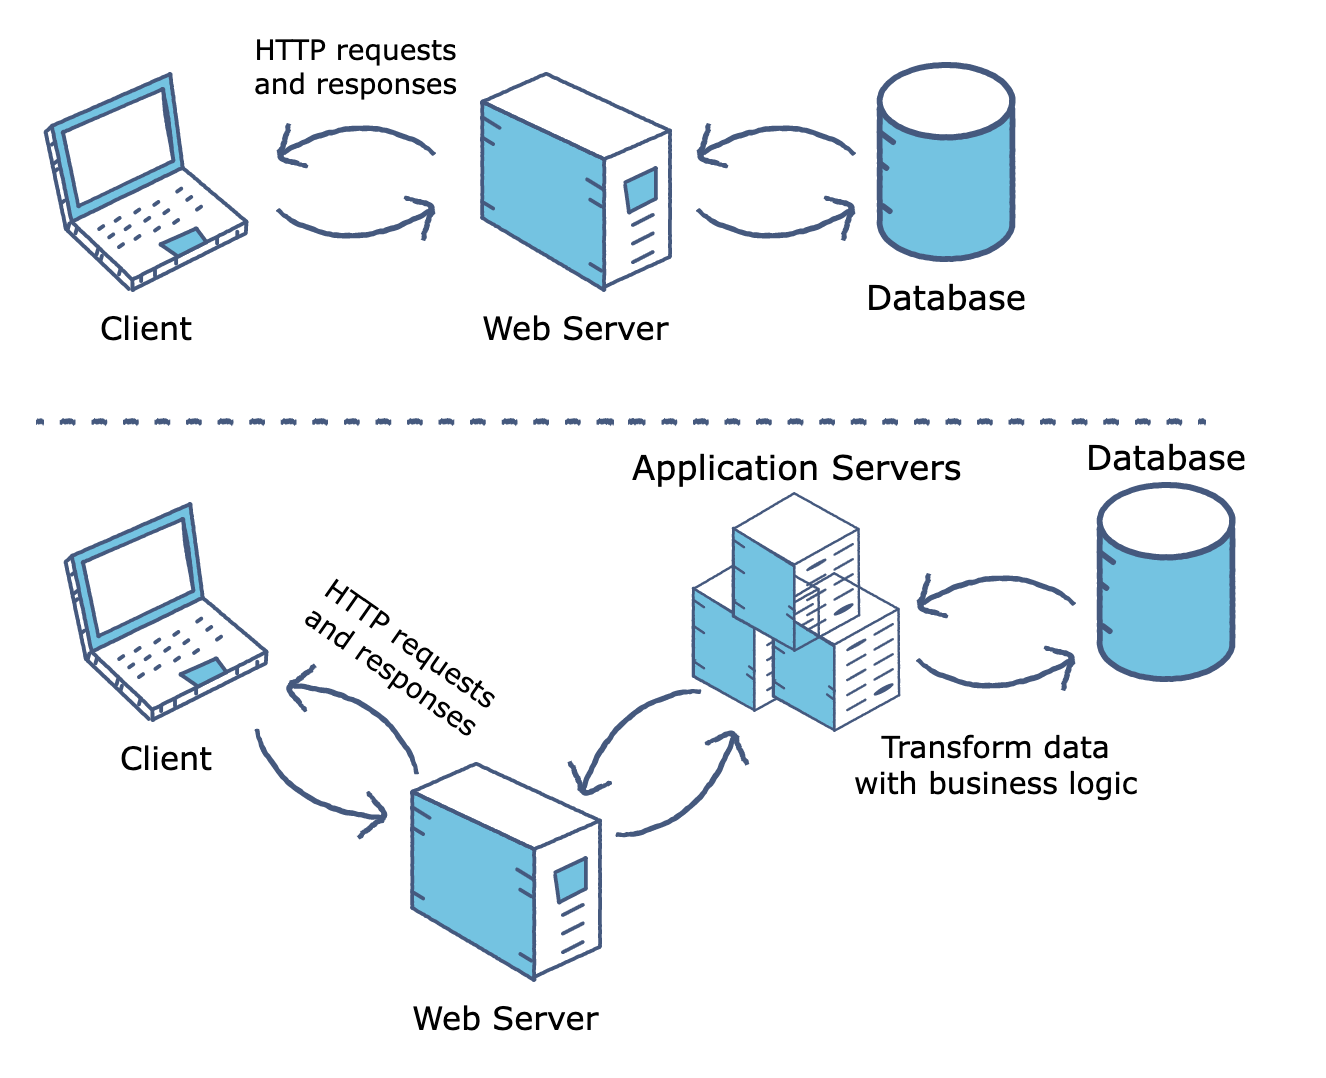 HTTP requests
and responses
Client
Web Server
Database
Application Servers
Database
HTTP requests
and responses
Client
Transform data
with business logic
Web Server